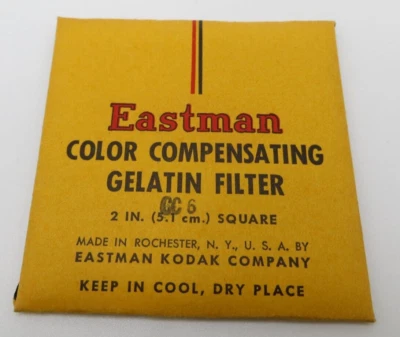 Eastman
COLOR COMPENSATING
GELATIN FILTER
CC 6
2 IN. (5.1 cm.) SQUARE
MADE IN ROCHESTER, N. Y., U. S. A. BY
EASTMAN KODAK COMPANY
KEEP IN COOL, DRY PLACE